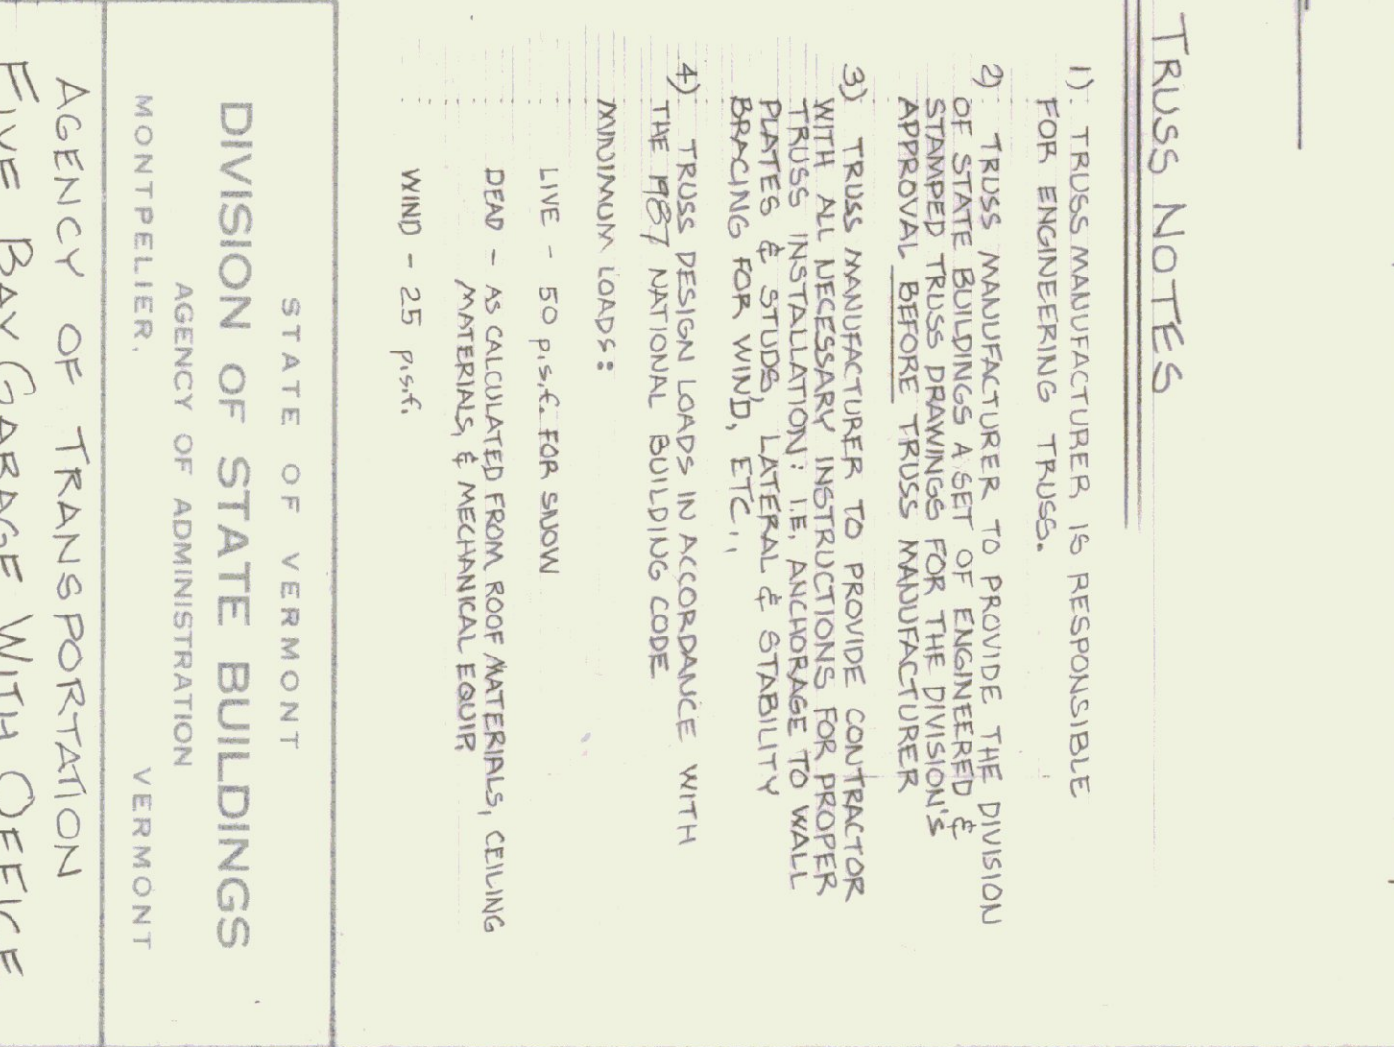 TRUSS NOTES
1). TRUSS MANUFACTURER IS RESPONSIBLE
FOR ENGINEERING TRUSS.
2) TRUSS MANUFACTURER TO PROVIDE THE DIVISION
OF STATE BUILDINGS A SET OF ENGINEERED &
STAMPED TRUSS DRAWINGS FOR THE DIVISION'S
APPROVAL BEFORE TRUSS MANUFACTURER
3) TRUSS MANUFACTURER TO PROVIDE CONTRACTOR
WITH ALL NECESSARY INSTRUCTIONS FOR PROPER
TRUSS INSTALLATION: I.E. ANCHORAGE TO WALL
PLATES & STUDS, LATERAL & STABILITY
BRACING FOR WIND, ETC..
4) TRUSS DESIGN LOADS IN ACCORDANCE WITH
THE 1987 NATIONAL BUILDING CODE
MINIMUM LOADS:
LIVE - 50 p.s.f. FOR SNOW
DEAD - AS CALCULATED FROM ROOF MATERIALS, CEILING
MATERIALS, & MECHANICAL EQUIP.
WIND - 25 p.s.f.
STATE OF VERMONT
DIVISION OF STATE BUILDINGS
AGENCY OF ADMINISTRATION
MONTPELIER. VERMONT
AGENCY OF TRANSPORTATION
FIVE BAY GARAGE WITH OFFICE